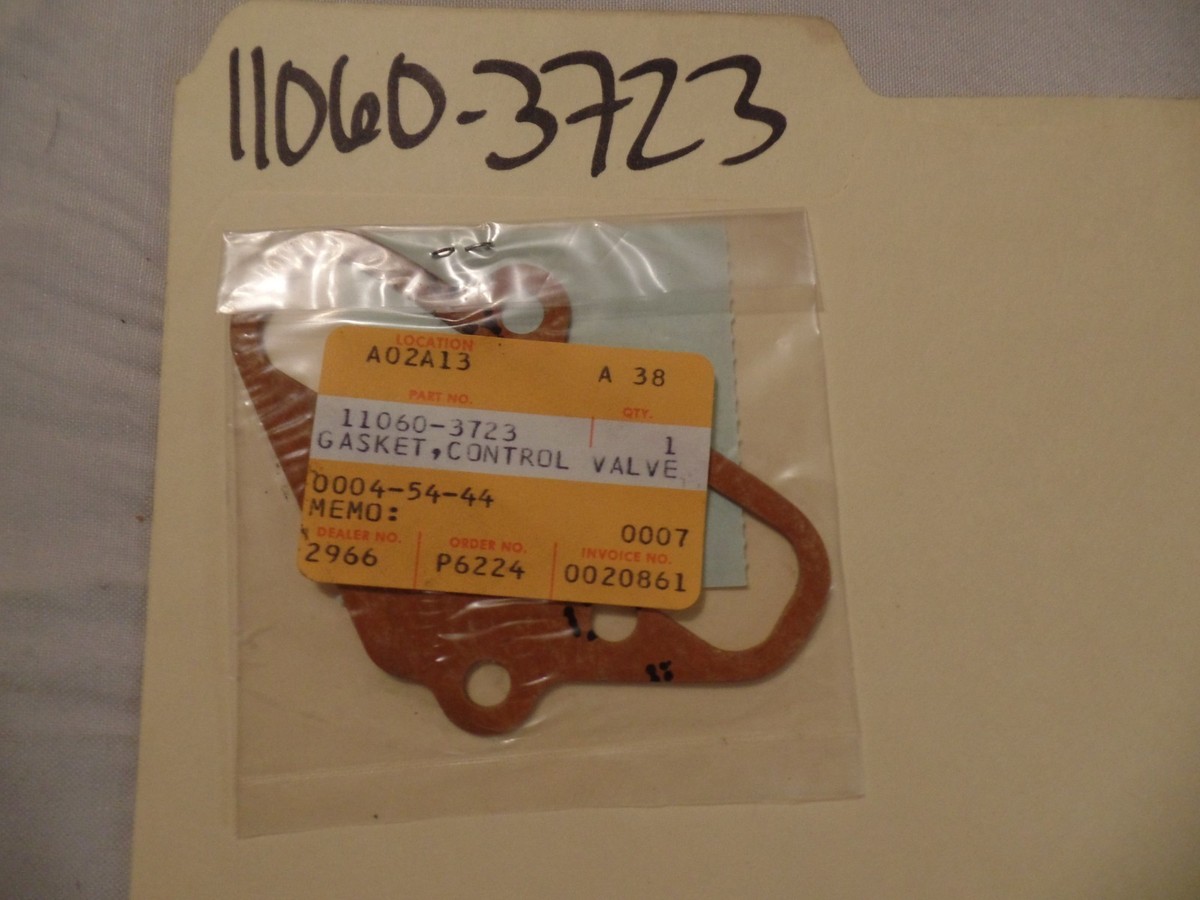 11060-3723
LOCATION
A02A13 A 38
PART NO. QTY.
11060-3723 1
GASKET,CONTROL VALVE
0004-54-44
MEMO: 0007
DEALER NO. ORDER NO. INVOICE NO.
2966 P6224 0020861